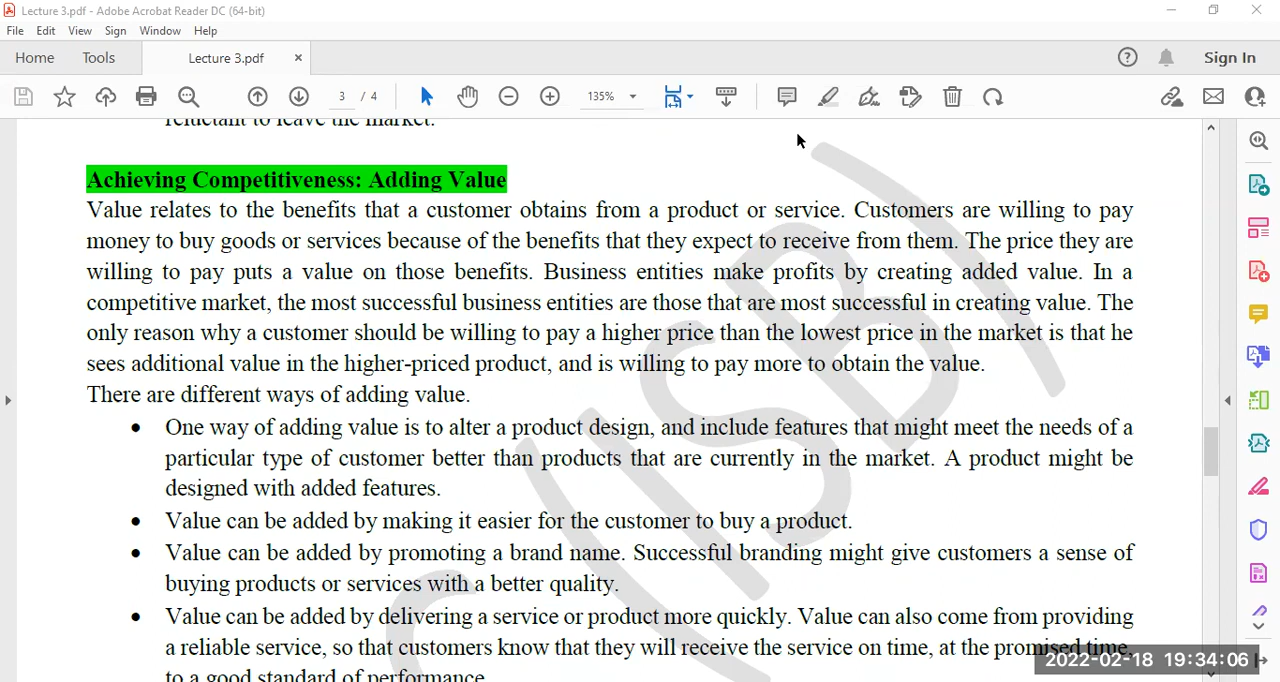 Lecture 3.pdf - Adobe Acrobat Reader DC (64-bit)
File Edit View Sign Window Help
Home Tools Lecture 3.pdf × Sign In
3 / 4 135%
reluctant to leave the market.
Achieving Competitiveness: Adding Value
Value relates to the benefits that a customer obtains from a product or service. Customers are willing to pay
money to buy goods or services because of the benefits that they expect to receive from them. The price they are
willing to pay puts a value on those benefits. Business entities make profits by creating added value. In a
competitive market, the most successful business entities are those that are most successful in creating value. The
only reason why a customer should be willing to pay a higher price than the lowest price in the market is that he
sees additional value in the higher-priced product, and is willing to pay more to obtain the value.
There are different ways of adding value.
• One way of adding value is to alter a product design, and include features that might meet the needs of a
particular type of customer better than products that are currently in the market. A product might be
designed with added features.
• Value can be added by making it easier for the customer to buy a product.
• Value can be added by promoting a brand name. Successful branding might give customers a sense of
buying products or services with a better quality.
• Value can be added by delivering a service or product more quickly. Value can also come from providing
a reliable service, so that customers know that they will receive the service on time, at the promised time,
to a good standard of performance
2022-02-18 19:34:06